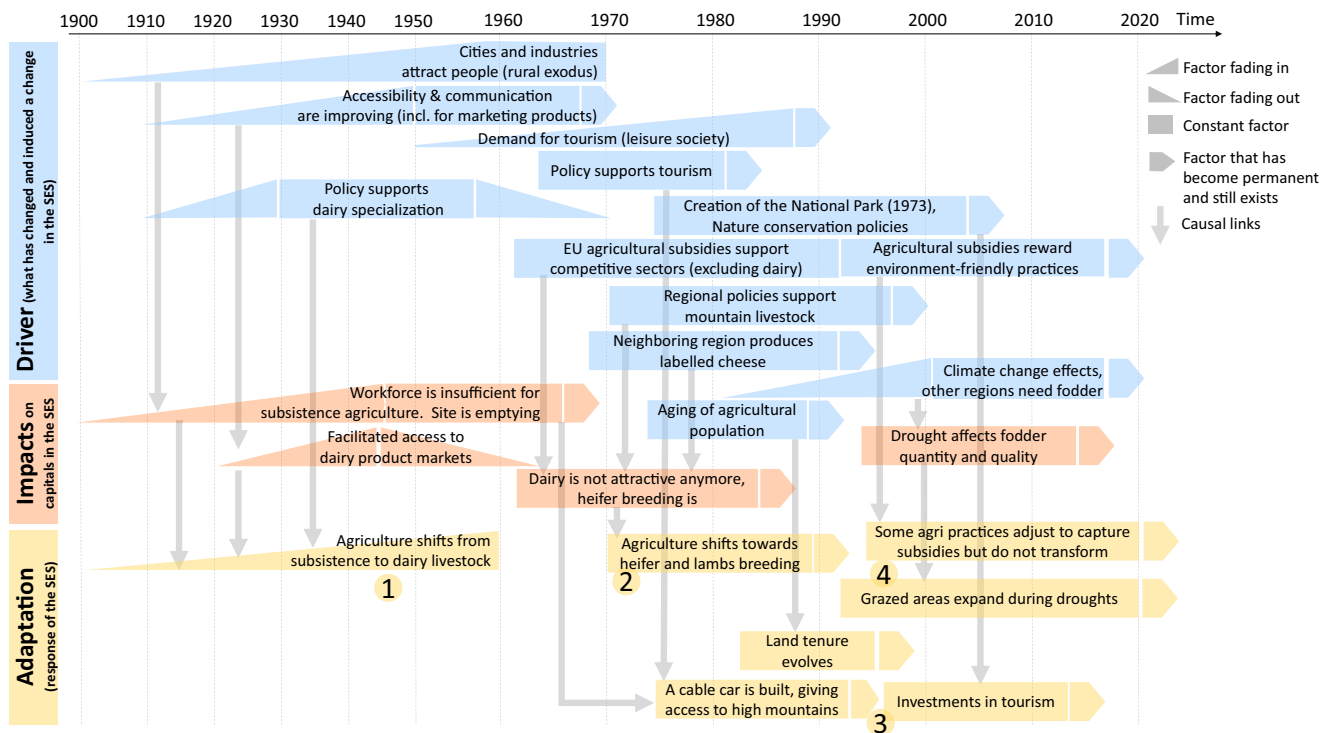 1900 1910 1920 1930 1940 1950 1960 1970 1980 1990 2000 2010 2020 Time
Driver (what has changed and induced a change
in the SES)
Cities and industries
attract people (rural exodus)
Accessibility & communication
are improving (incl. for marketing products)
Demand for tourism (leisure society)
Policy supports tourism
Policy supports
dairy specialization
Creation of the National Park (1973),
Nature conservation policies
EU agricultural subsidies support
competitive sectors (excluding dairy)
Agricultural subsidies reward
environment-friendly practices
Regional policies support
mountain livestock
Neighboring region produces
labelled cheese
Climate change effects,
other regions need fodder
Factor fading in
Factor fading out
Constant factor
Factor that has
become permanent
and still exists
Causal links
Impacts on
capitals in the SES
Workforce is insufficient for
subsistence agriculture. Site is emptying
Aging of agricultural
population
Facilitated access to
dairy product markets
Drought affects fodder
quantity and quality
Dairy is not attractive anymore,
heifer breeding is
Adaptation
(response of the SES)
Agriculture shifts from
subsistence to dairy livestock
1
Agriculture shifts towards
heifer and lambs breeding
2
Some agri practices adjust to capture
subsidies but do not transform
4
Grazed areas expand during droughts
Land tenure
evolves
A cable car is built, giving
access to high mountains
3
Investments in tourism